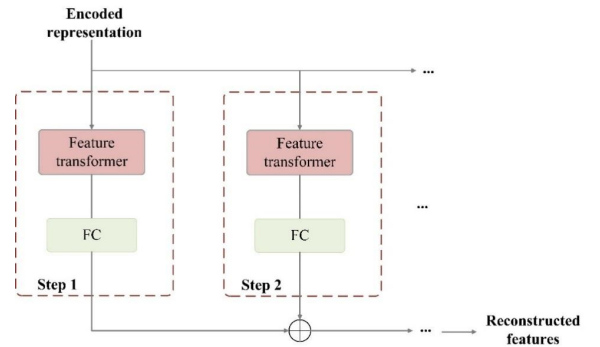 Encoded
representation
...
Feature
transformer
Feature
transformer
...
FC
FC
Step 1
Step 2
...
Reconstructed
features